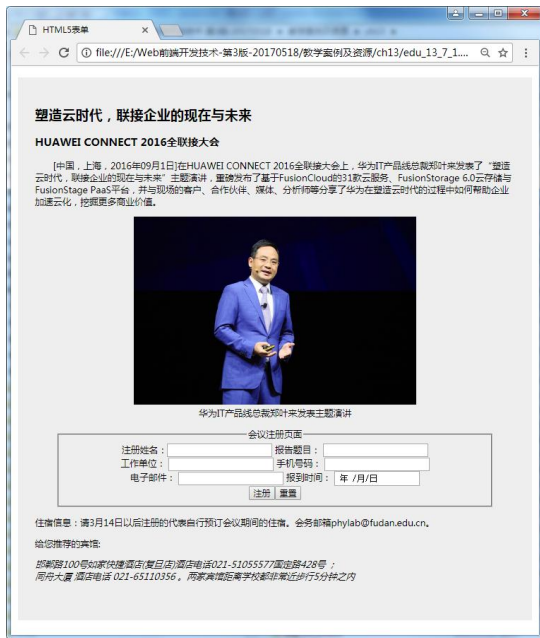 HTML5表单
file:///E:/Web前端开发技术-第3版-20170518/教学案例及资源/ch13/edu_13_7_1....
塑造云时代，联接企业的现在与未来
HUAWEI CONNECT 2016全联接大会
[中国，上海，2016年09月1日]在HUAWEI CONNECT 2016全联接大会上，华为IT产品线总裁郑叶来发表了“塑造
云时代，联接企业的现在与未来”主题演讲，重磅发布了基于FusionCloud的31款云服务、FusionStorage 6.0云存储与
FusionStage PaaS平台，并与现场的客户、合作伙伴、媒体、分析师等分享了华为在塑造云时代的过程中如何帮助企业
加速云化，挖掘更多商业价值。
华为IT产品线总裁郑叶来发表主题演讲
会议注册页面
注册姓名： 报告题目：
工作单位： 手机号码：
电子邮件： 报到时间： 年 /月/日
注册 重置
住宿信息：请3月14日以后注册的代表自行预订会议期间的住宿。会务邮箱phylab@fudan.edu.cn。
给您推荐的宾馆:
邯郸路100号如家快捷酒店(复旦店)酒店电话021-51055577国定路428号 ；
同舟大厦 酒店电话 021-65110356 。两家宾馆距离学校都非常近步行5分钟之内